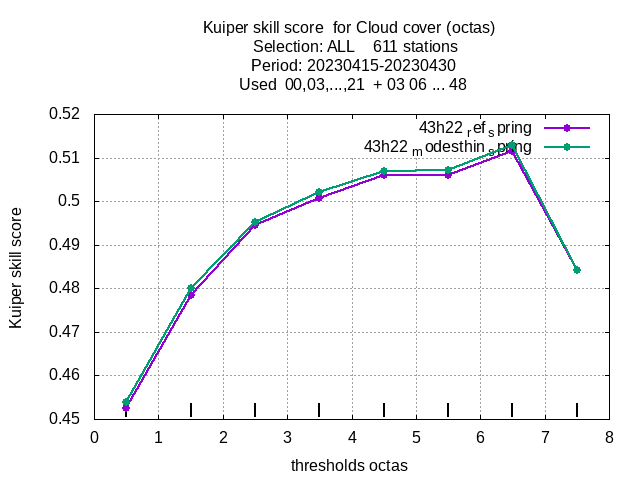 Kuiper skill score  for Cloud cover (octas)
Selection: ALL    611 stations
Period: 20230415-20230430
Used  00,03,...,21  + 03 06 ... 48
0.52
0.51
0.5
0.49
0.48
0.47
0.46
0.45
Kuiper skill score
43h22 ref spring
43h22 modesthin spring
0 1 2 3 4 5 6 7 8
thresholds octas